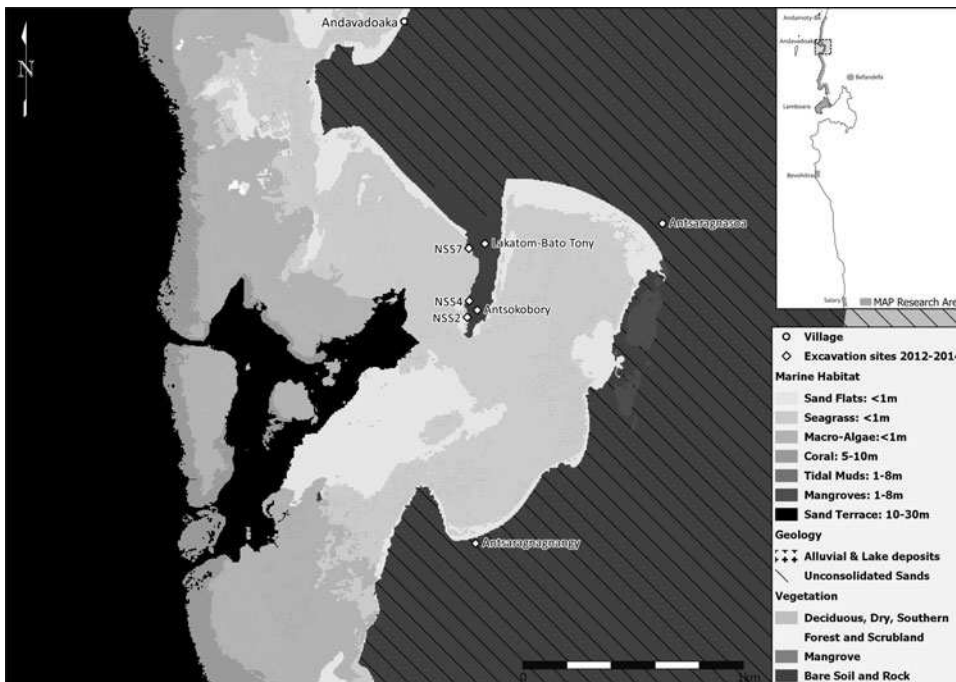 Andavadoaka
N
Antsaragnasoa
NSS7
Lakatom-Bato Tony
NSS4
Antsokobory
NSS2
Antsaragnagnangy
0
Andavadoaka
Befandefa
Lamboara
Bevohitra
Salary
MAP Research Area
Village
Excavation sites 2012-2014
Marine Habitat
Sand Flats: <1m
Seagrass: <1m
Macro-Algae:<1m
Coral: 5-10m
Tidal Muds: 1-8m
Mangroves: 1-8m
Sand Terrace: 10-30m
Geology
Alluvial & Lake deposits
Unconsolidated Sands
Vegetation
Deciduous, Dry, Southern
Forest and Scrubland
Mangrove
Bare Soil and Rock